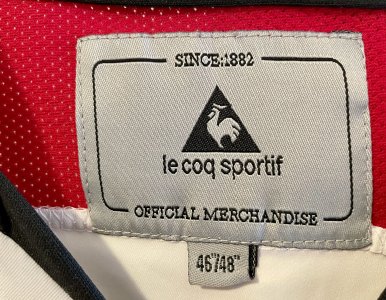 SINCE:1882
le coq sportif
OFFICIAL MERCHANDISE
46"/48"